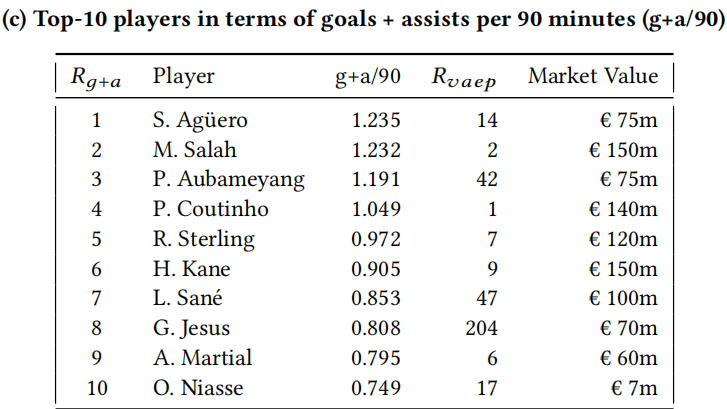 (c) Top-10 players in terms of goals + assists per 90 minutes (g+a/90)
R_{g+a} Player g+a/90 R_{vaep} Market Value
1 S. Agüero 1.235 14 € 75m
2 M. Salah 1.232 2 € 150m
3 P. Aubameyang 1.191 42 € 75m
4 P. Coutinho 1.049 1 € 140m
5 R. Sterling 0.972 7 € 120m
6 H. Kane 0.905 9 € 150m
7 L. Sané 0.853 47 € 100m
8 G. Jesus 0.808 204 € 70m
9 A. Martial 0.795 6 € 60m
10 O. Niasse 0.749 17 € 7m